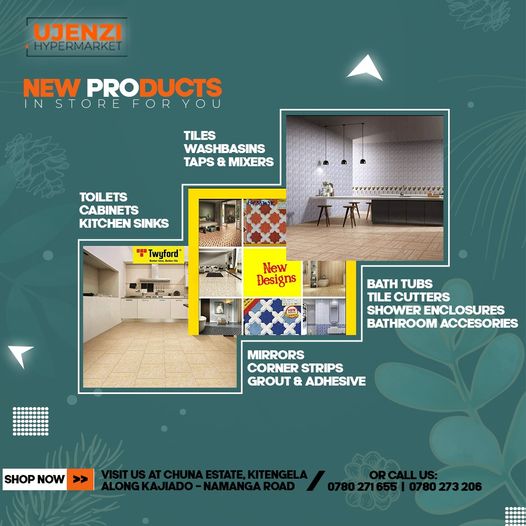 UJENZI
HYPERMARKET
NEW PRODUCTS
IN STORE FOR YOU
TILES
WASHBASINS
TAPS & MIXERS
TOILETS
CABINETS
KITCHEN SINKS
Twyford
New
Designs
BATH TUBS
TILE CUTTERS
SHOWER ENCLOSURES
BATHROOM ACCESORIES
MIRRORS
CORNER STRIPS
GROUT & ADHESIVE
SHOP NOW >>
VISIT US AT CHUNA ESTATE, KITENGELA
ALONG KAJIADO - NAMANGA ROAD /
OR CALL US:
0780 271 655 | 0780 273 206